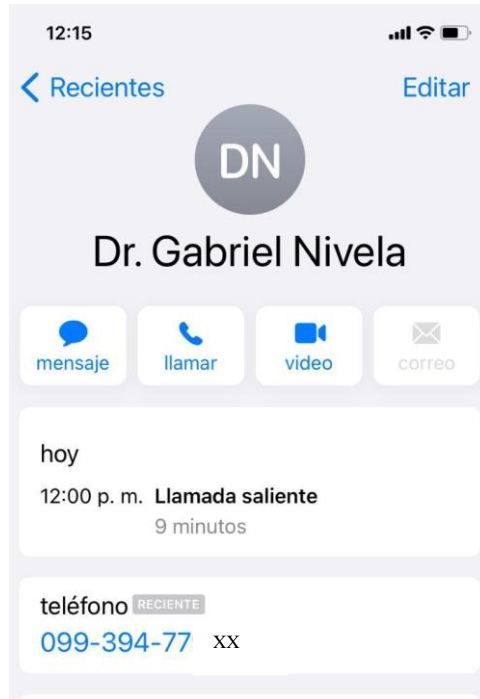 12:15
Recientes Editar
DN
Dr. Gabriel Nivela
mensaje llamar video correo
hoy
12:00 p. m. Llamada saliente
9 minutos
teléfono RECIENTE
099-394-77 XX